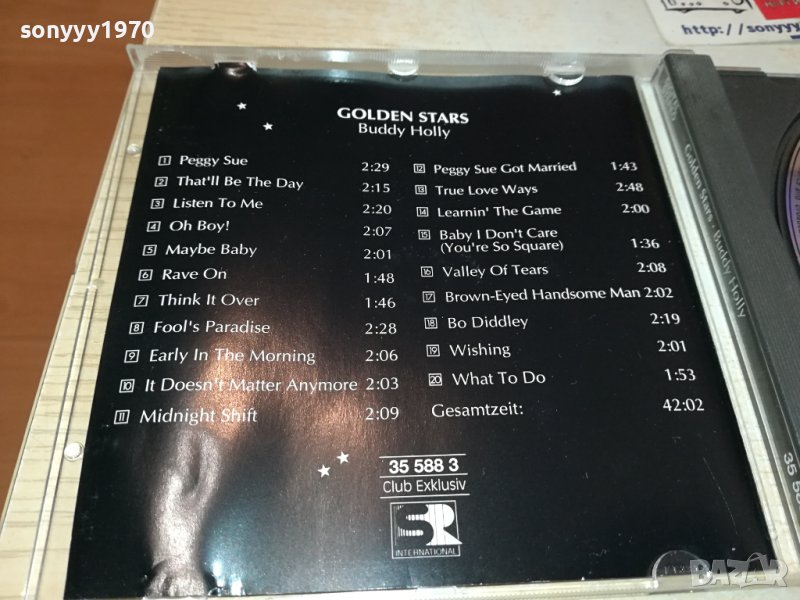 sonyyy1970
http://sonyyy
GOLDEN STARS
Buddy Holly
1 Peggy Sue 2:29
2 That'll Be The Day 2:15
3 Listen To Me 2:20
4 Oh Boy! 2:07
5 Maybe Baby 2:01
6 Rave On 1:48
7 Think It Over 1:46
8 Fool's Paradise 2:28
9 Early In The Morning 2:06
10 It Doesn't Matter Anymore 2:03
11 Midnight Shift 2:09
12 Peggy Sue Got Married 1:43
13 True Love Ways 2:48
14 Learnin' The Game 2:00
15 Baby I Don't Care
(You're So Square) 1:36
16 Valley Of Tears 2:08
17 Brown-Eyed Handsome Man 2:02
18 Bo Diddley 2:19
19 Wishing 2:01
20 What To Do 1:53
Gesamtzeit: 42:02
35 588 3
Club Exklusiv
SR
INTERNATIONAL
Golden Stars · Buddy Holly
35 58
BAZAR